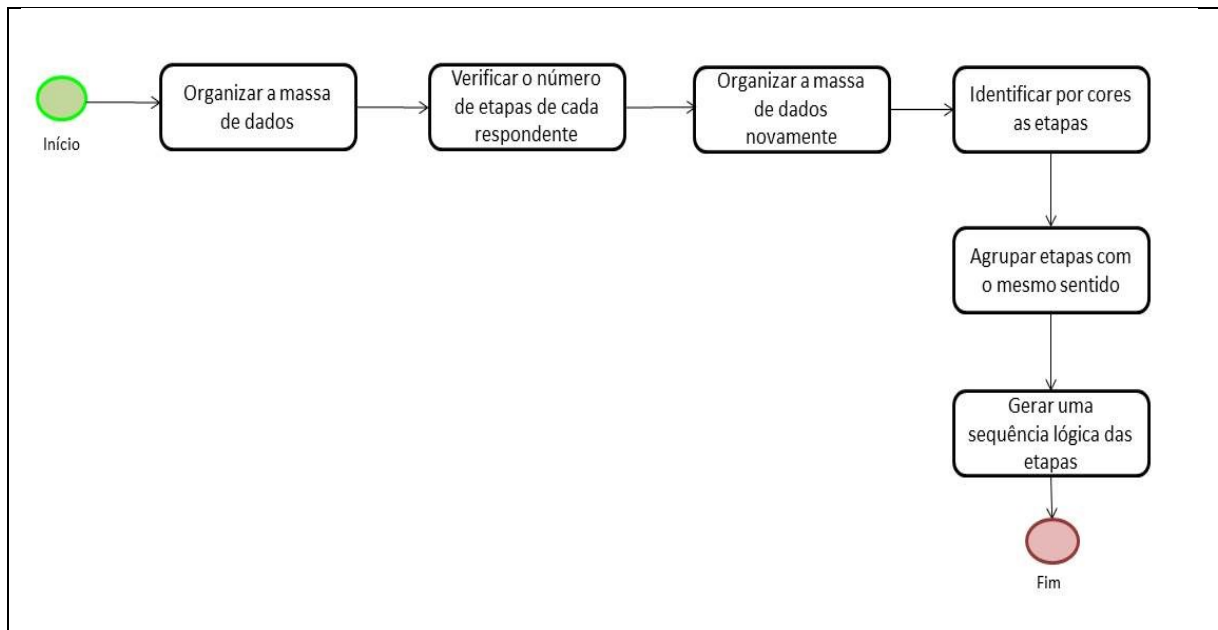 Início
Organizar a massa
de dados
Verificar o número
de etapas de cada
respondente
Organizar a massa
de dados
novamente
Identificar por cores
as etapas
Agrupar etapas com
o mesmo sentido
Gerar uma
sequência lógica das
etapas
Fim